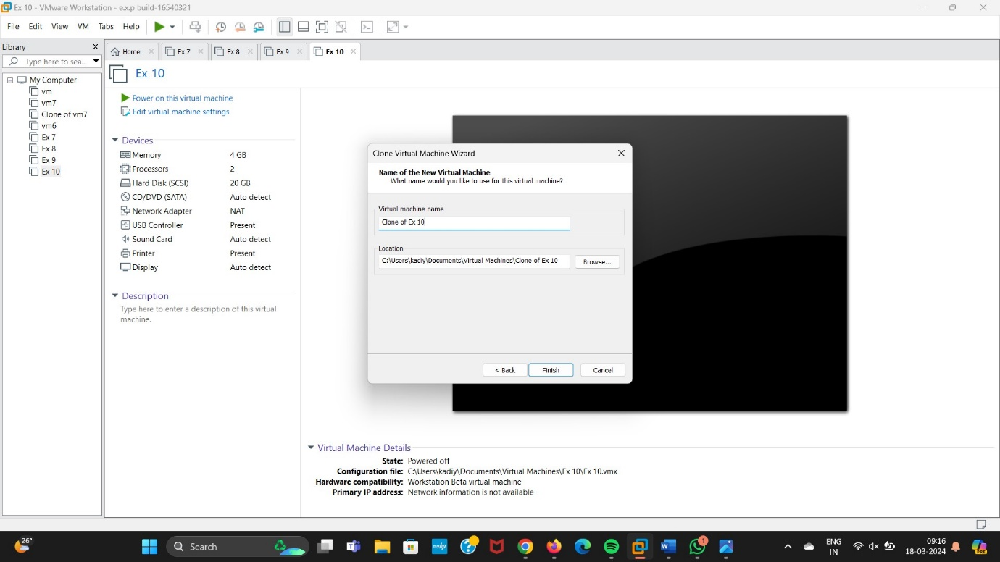 Ex 10 - VMware Workstation - e.x.p build-16540321
File Edit View VM Tabs Help
Library
Type here to sea...
My Computer
vm
vm7
Clone of vm7
vm6
Ex 7
Ex 8
Ex 9
Ex 10
Home Ex 7 Ex 8 Ex 9 Ex 10
Ex 10
Power on this virtual machine
Edit virtual machine settings
Devices
Memory 4 GB
Processors 2
Hard Disk (SCSI) 20 GB
CD/DVD (SATA) Auto detect
Network Adapter NAT
USB Controller Present
Sound Card Auto detect
Printer Present
Display Auto detect
Description
Type here to enter a description of this virtual
machine.
Clone Virtual Machine Wizard
Name of the New Virtual Machine
What name would you like to use for this virtual machine?
Virtual machine name
Clone of Ex 10
Location
C:\Users\kadiy\Documents\Virtual Machines\Clone of Ex 10
Browse...
< Back Finish Cancel
Virtual Machine Details
State: Powered off
Configuration file: C:\Users\kadiy\Documents\Virtual Machines\Ex 10\Ex 10.vmx
Hardware compatibility: Workstation Beta virtual machine
Primary IP address: Network information is not available
26°
Search
myhp
1
ENG
IN
09:16
18-03-2024
PRE